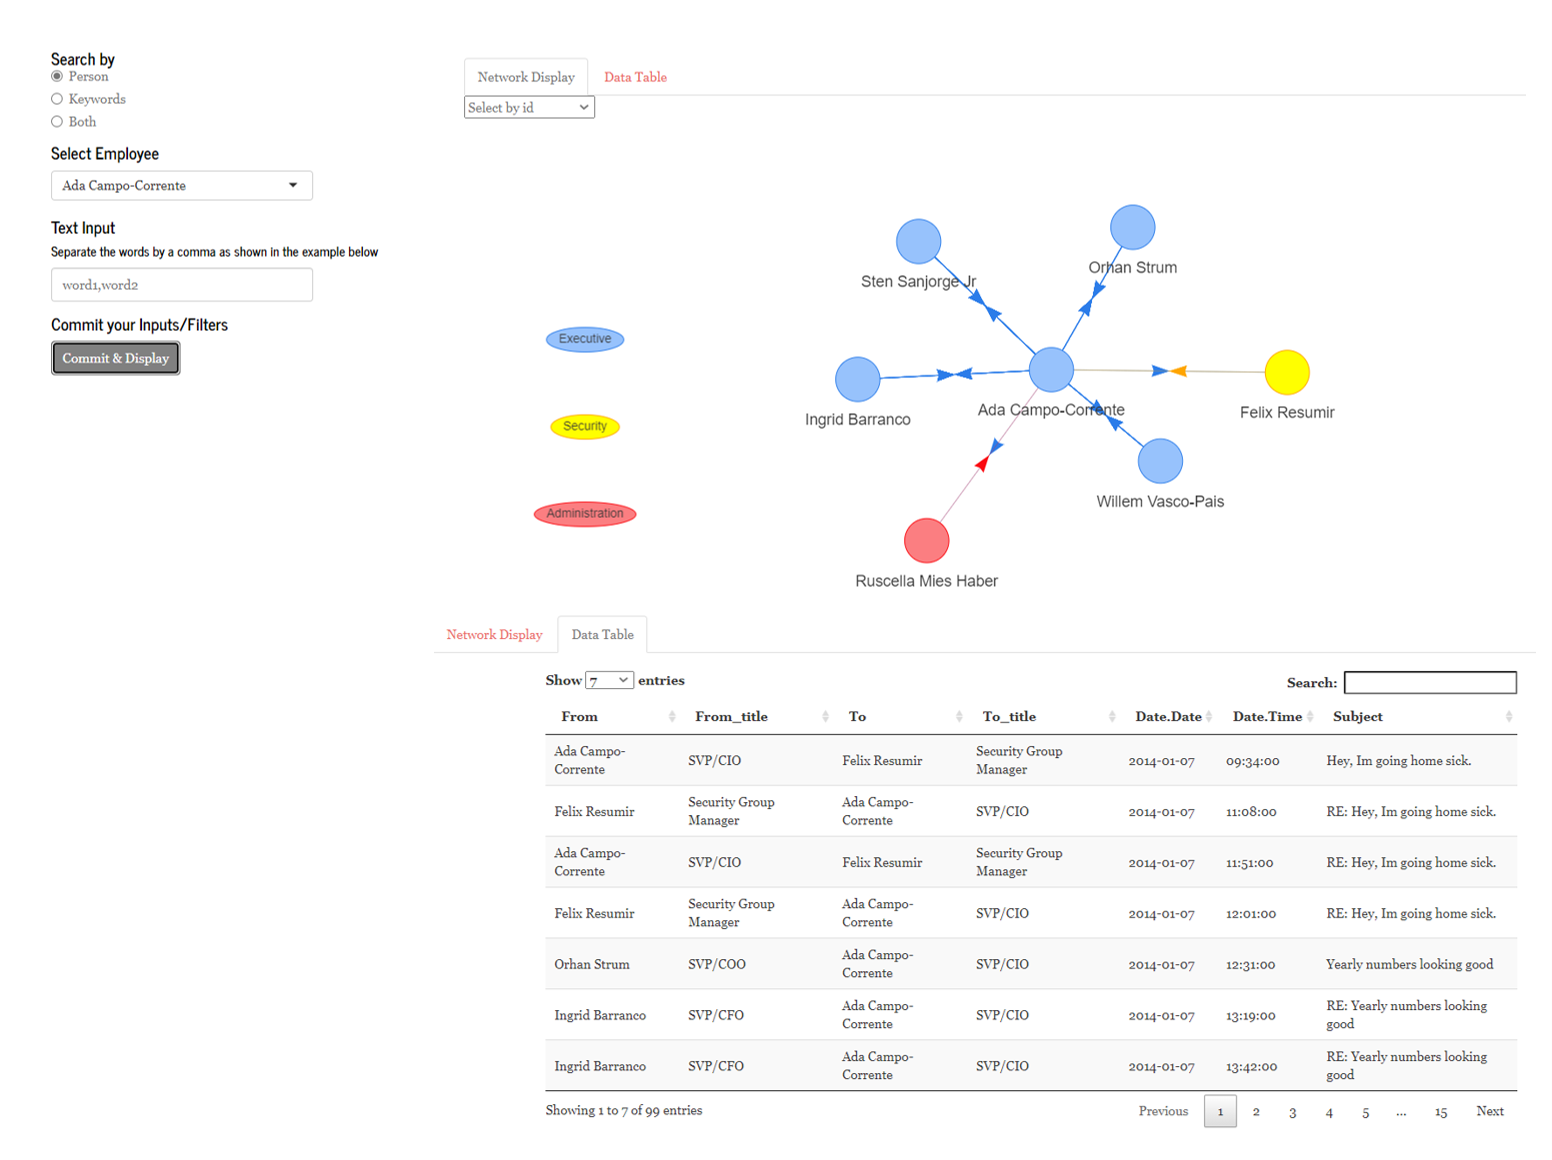 Search by
Person
Keywords
Both
Select Employee
Ada Campo-Corrente
Text Input
Separate the words by a comma as shown in the example below
word1,word2
Commit your Inputs/Filters
Commit & Display
Network Display Data Table
Select by id
Executive
Security
Administration
Sten Sanjorge Jr
Orhan Strum
Ingrid Barranco
Ada Campo-Corrente
Felix Resumir
Willem Vasco-Pais
Ruscella Mies Haber
Network Display Data Table
Show 7 entries Search:
From From_title To To_title Date.Date Date.Time Subject
Ada Campo-
Corrente SVP/CIO Felix Resumir Security Group
Manager 2014-01-07 09:34:00 Hey, Im going home sick.
Felix Resumir Security Group
Manager Ada Campo-
Corrente SVP/CIO 2014-01-07 11:08:00 RE: Hey, Im going home sick.
Ada Campo-
Corrente SVP/CIO Felix Resumir Security Group
Manager 2014-01-07 11:51:00 RE: Hey, Im going home sick.
Felix Resumir Security Group
Manager Ada Campo-
Corrente SVP/CIO 2014-01-07 12:01:00 RE: Hey, Im going home sick.
Orhan Strum SVP/COO Ada Campo-
Corrente SVP/CIO 2014-01-07 12:31:00 Yearly numbers looking good
Ingrid Barranco SVP/CFO Ada Campo-
Corrente SVP/CIO 2014-01-07 13:19:00 RE: Yearly numbers looking
good
Ingrid Barranco SVP/CFO Ada Campo-
Corrente SVP/CIO 2014-01-07 13:42:00 RE: Yearly numbers looking
good
Showing 1 to 7 of 99 entries Previous 1 2 3 4 5 ... 15 Next